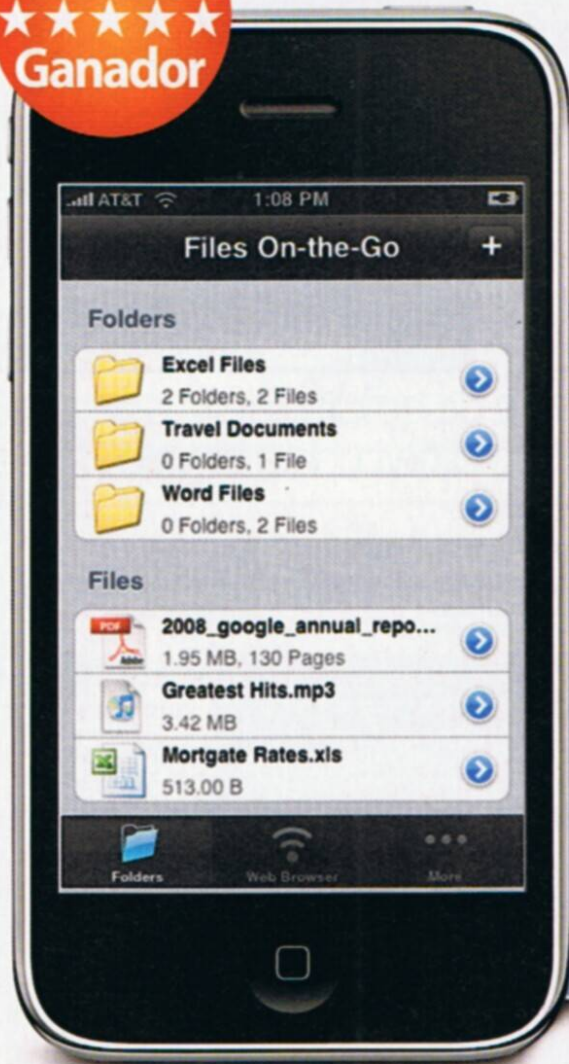 Ganador
AT&T 1:08 PM
Files On-the-Go +
Folders
Excel Files
2 Folders, 2 Files
Travel Documents
0 Folders, 1 File
Word Files
0 Folders, 2 Files
Files
PDF
Adobe
2008_google_annual_repo...
1.95 MB, 130 Pages
Greatest Hits.mp3
3.42 MB
Mortgate Rates.xls
513.00 B
Folders Web Browser More